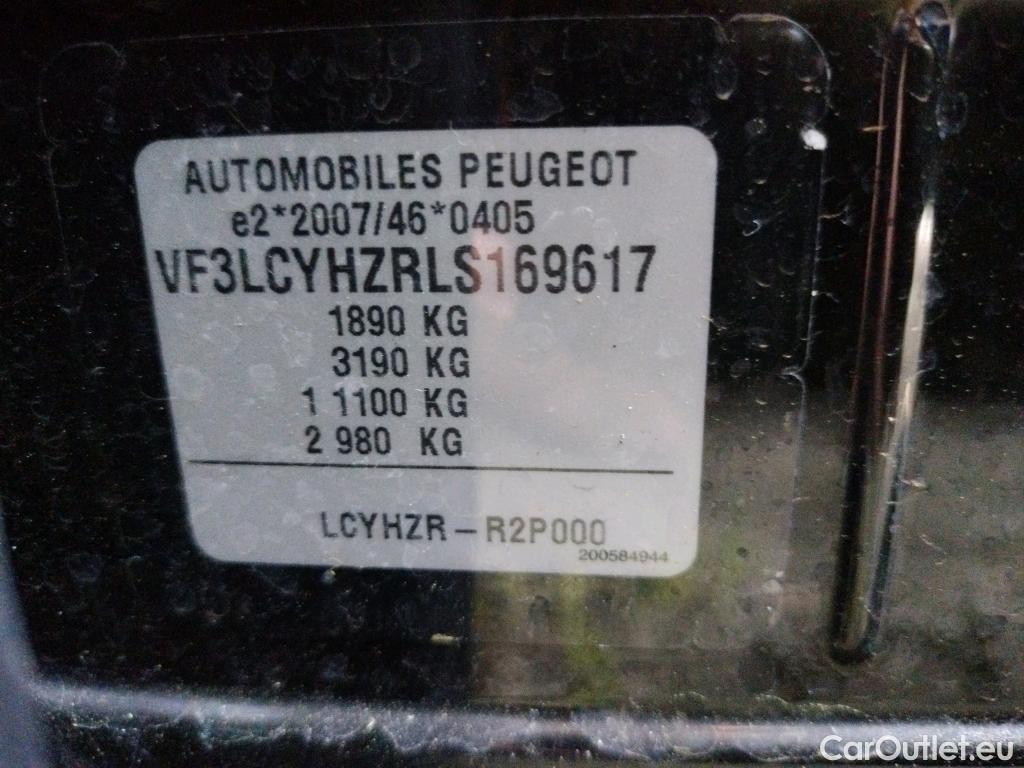 AUTOMOBILES PEUGEOT
e2*2007/46*0405
VF3LCYHZRLS169617
1890 KG
3190 KG
1 1100 KG
2 980 KG
LCYHZR - R2P000
200584944
CarOutlet.eu